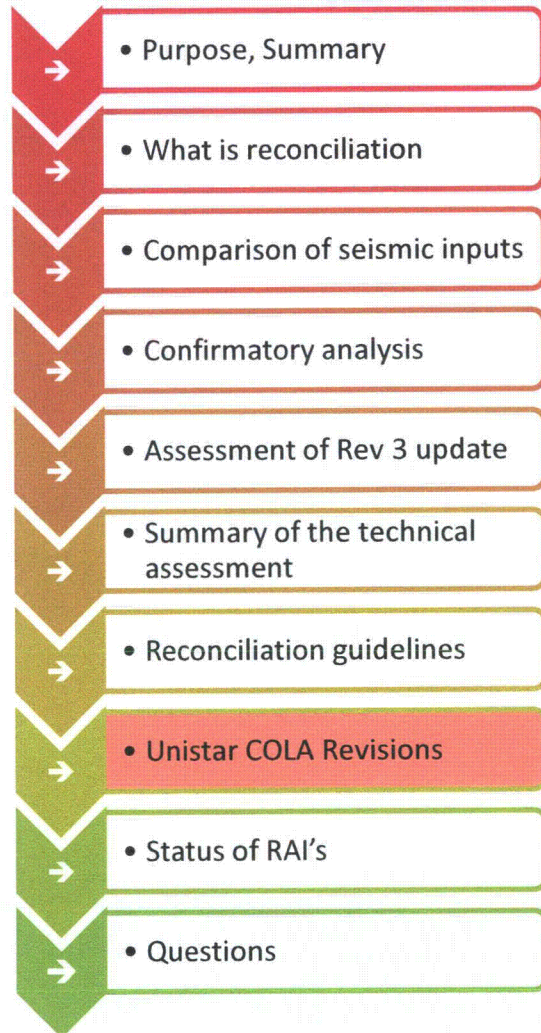 • Purpose, Summary
• What is reconciliation
• Comparison of seismic inputs
• Confirmatory analysis
• Assessment of Rev 3 update
• Summary of the technical
assessment
• Reconciliation guidelines
• Unistar COLA Revisions
• Status of RAI's
• Questions